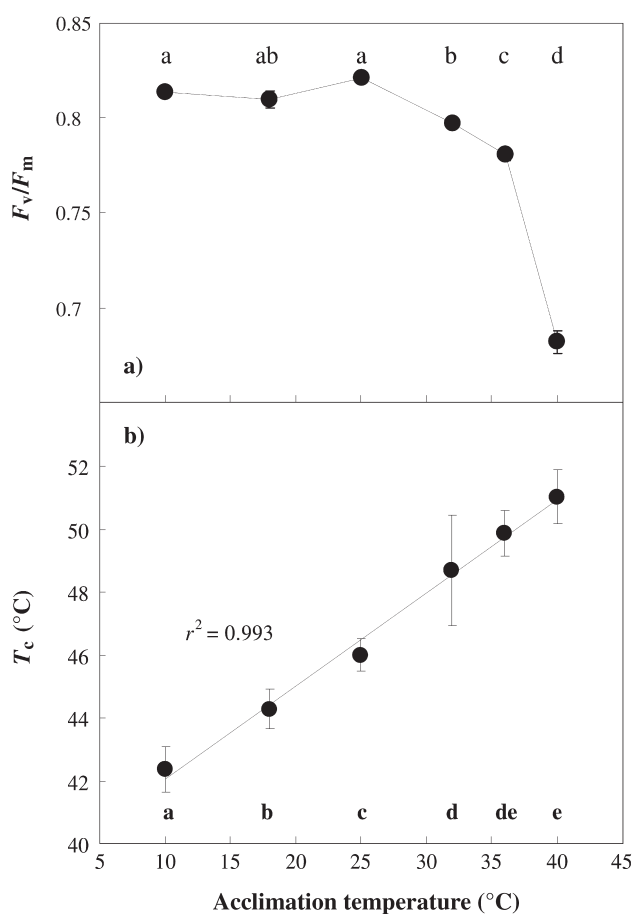 0.85
a ab a b c d
0.8
0.75
0.7
Fv/Fm
a)
b)
52
50
48
46
44
42
40
Tc (°C)
r² = 0.993
a b c d de e
5 10 15 20 25 30 35 40 45
Acclimation temperature (°C)